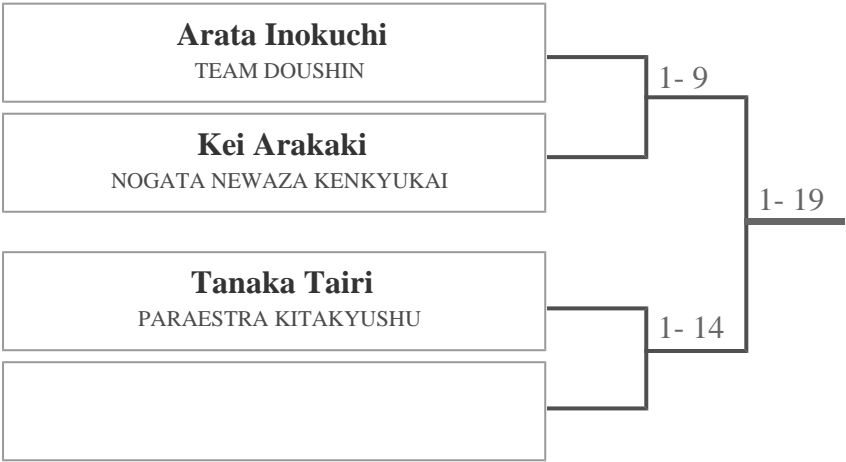 Arata Inokuchi
TEAM DOUSHIN
1- 9
Kei Arakaki
NOGATA NEWAZA KENKYUKAI
1- 19
Tanaka Tairi
PARAESTRA KITAKYUSHU
1- 14